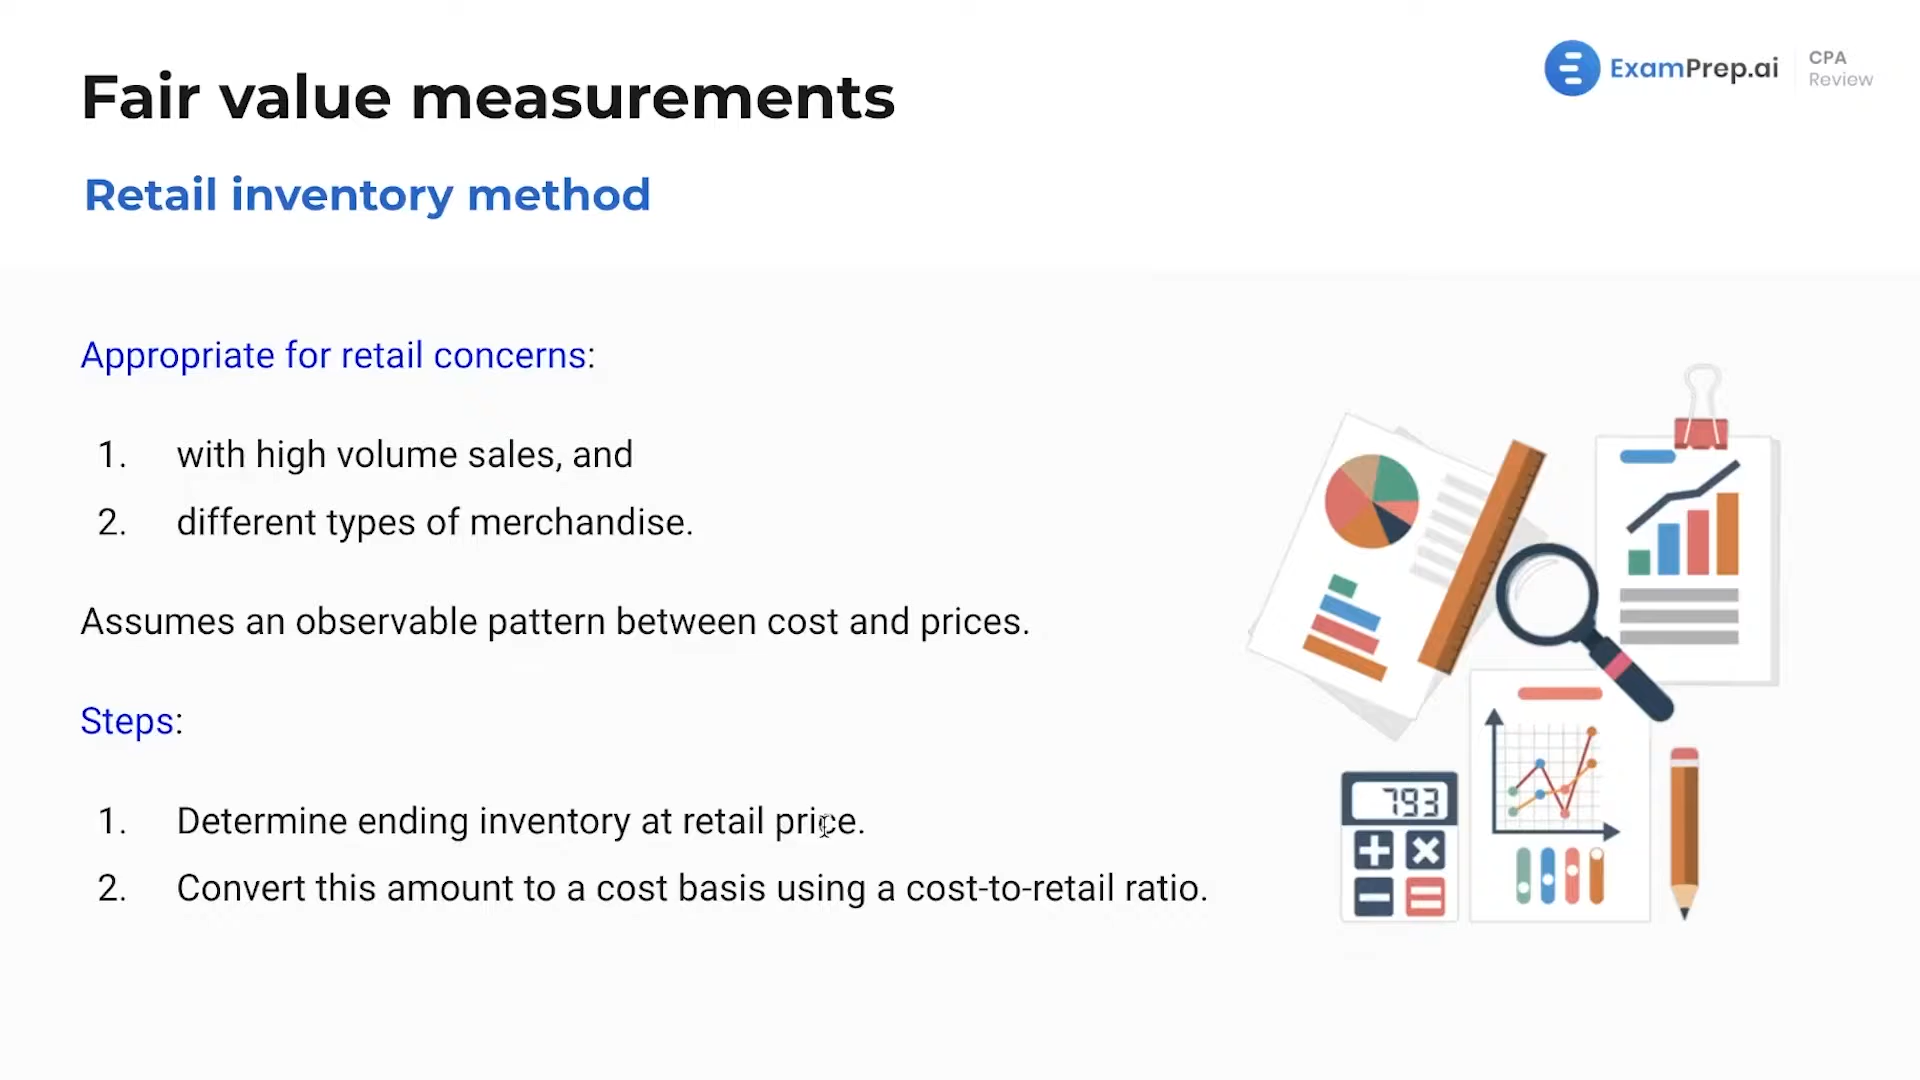 Fair value measurements
ExamPrep.ai
CPA
Review
Retail inventory method
Appropriate for retail concerns:
1. with high volume sales, and
2. different types of merchandise.
Assumes an observable pattern between cost and prices.
Steps:
1. Determine ending inventory at retail price.
2. Convert this amount to a cost basis using a cost-to-retail ratio.
793